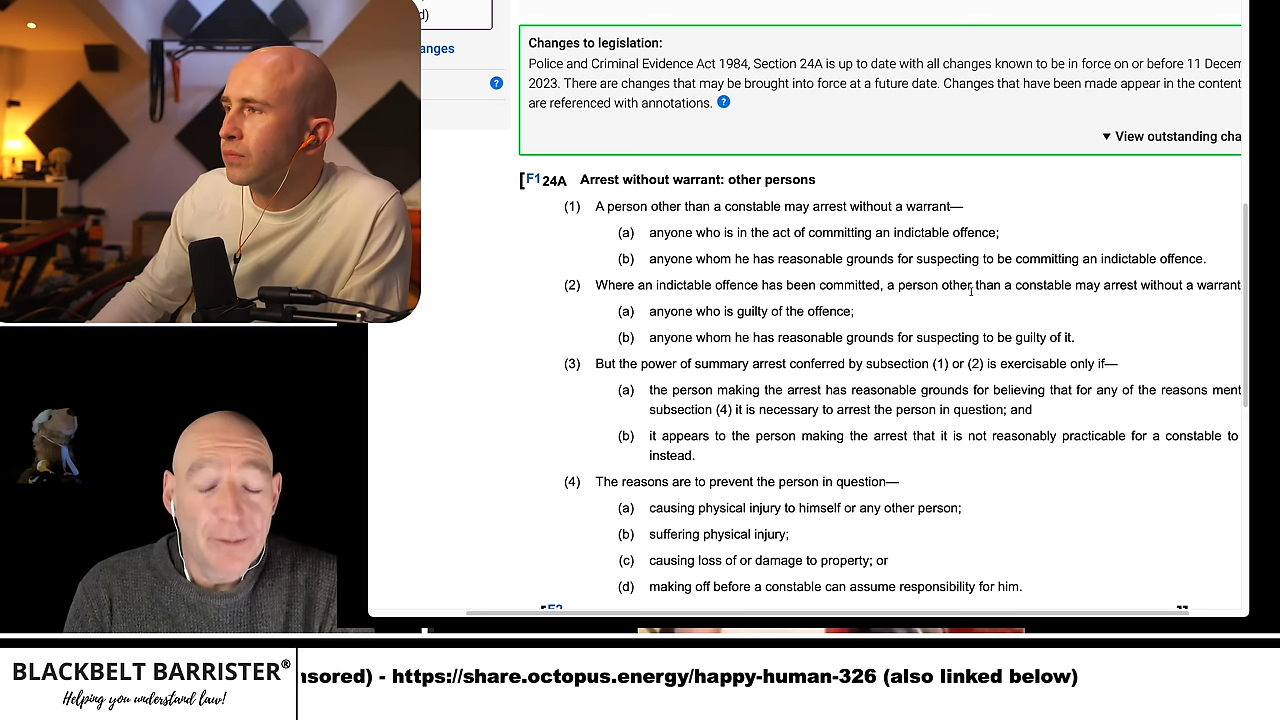 d)
anges
Changes to legislation:
Police and Criminal Evidence Act 1984, Section 24A is up to date with all changes known to be in force on or before 11 Decem
2023. There are changes that may be brought into force at a future date. Changes that have been made appear in the content
are referenced with annotations. ?
▼ View outstanding cha
[F1 24A Arrest without warrant: other persons
(1) A person other than a constable may arrest without a warrant—
(a) anyone who is in the act of committing an indictable offence;
(b) anyone whom he has reasonable grounds for suspecting to be committing an indictable offence.
(2) Where an indictable offence has been committed, a person other than a constable may arrest without a warrant
(a) anyone who is guilty of the offence;
(b) anyone whom he has reasonable grounds for suspecting to be guilty of it.
(3) But the power of summary arrest conferred by subsection (1) or (2) is exercisable only if—
(a) the person making the arrest has reasonable grounds for believing that for any of the reasons ment
subsection (4) it is necessary to arrest the person in question; and
(b) it appears to the person making the arrest that it is not reasonably practicable for a constable to
instead.
(4) The reasons are to prevent the person in question—
(a) causing physical injury to himself or any other person;
(b) suffering physical injury;
(c) causing loss of or damage to property; or
(d) making off before a constable can assume responsibility for him.
BLACKBELT BARRISTER®
Helping you understand law!
nsored) - https://share.octopus.energy/happy-human-326 (also linked below)